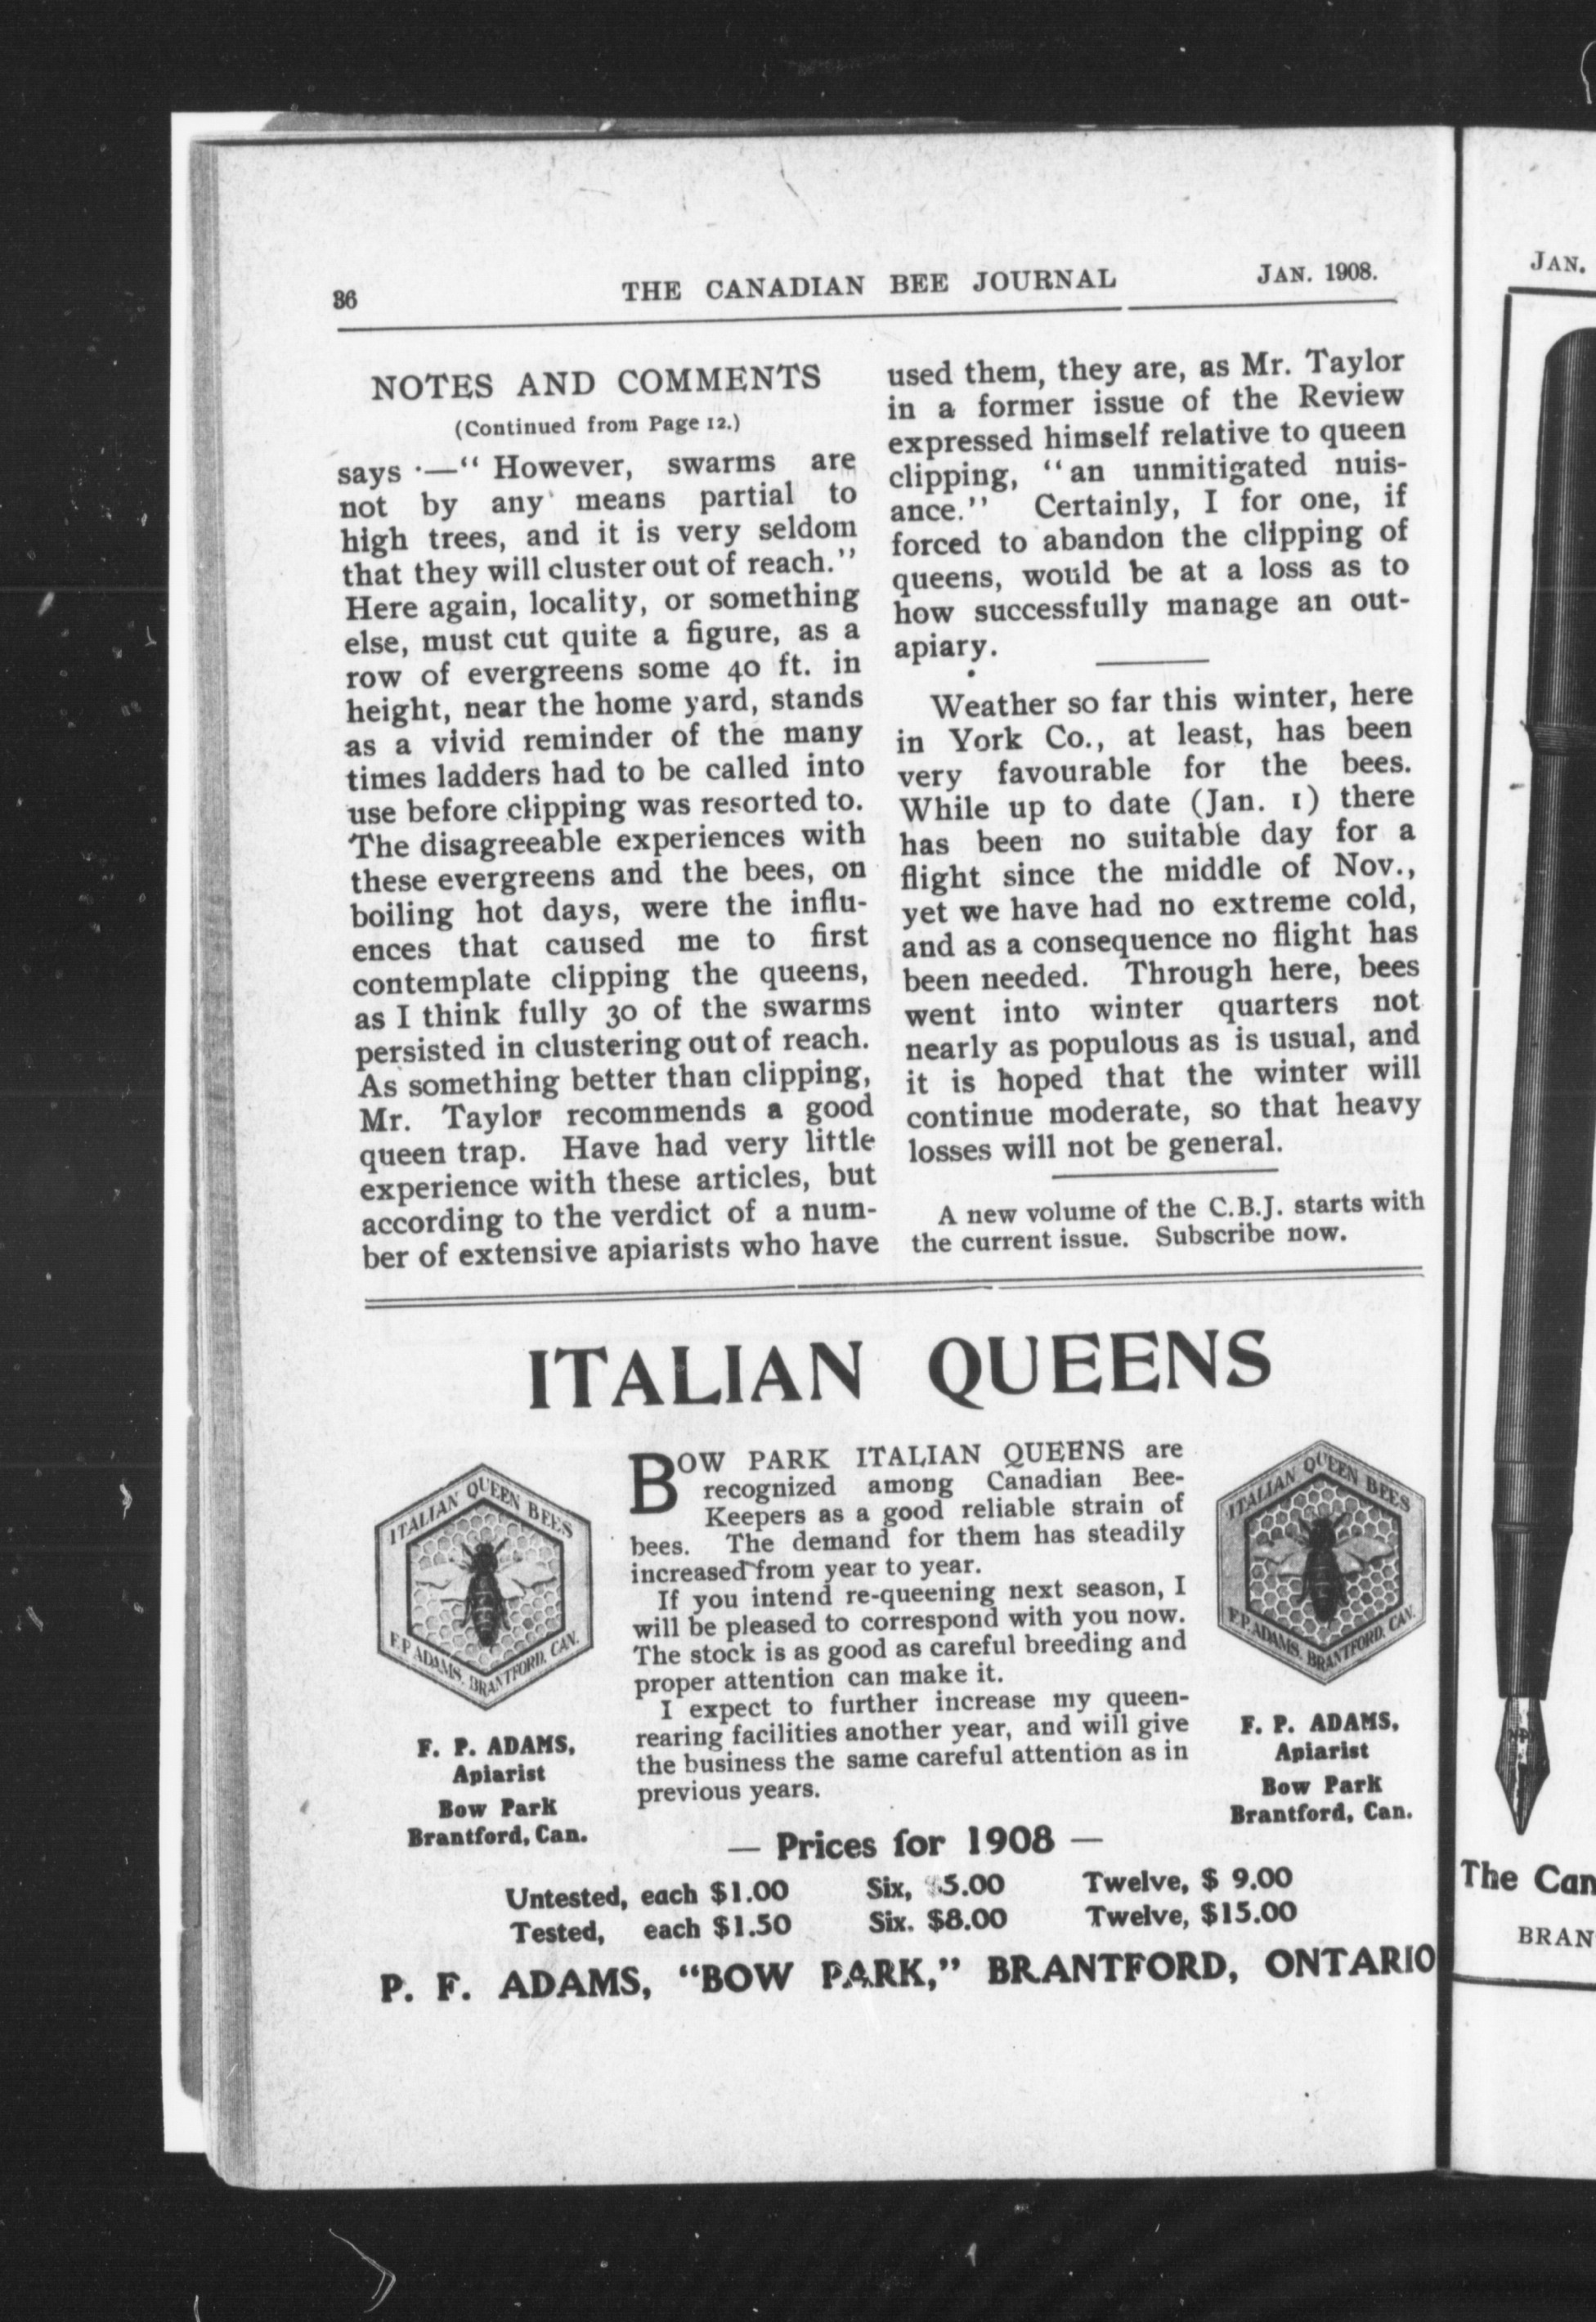 36
THE CANADIAN BEE JOURNAL
JAN. 1908.
NOTES AND COMMENTS
(Continued from Page 12.)
says ·—“ However, swarms are
not by any means partial to
high trees, and it is very seldom
that they will cluster out of reach.”
Here again, locality, or something
else, must cut quite a figure, as a
row of evergreens some 40 ft. in
height, near the home yard, stands
as a vivid reminder of the many
times ladders had to be called into
use before clipping was resorted to.
The disagreeable experiences with
these evergreens and the bees, on
boiling hot days, were the influ-
ences that caused me to first
contemplate clipping the queens,
as I think fully 30 of the swarms
persisted in clustering out of reach.
As something better than clipping,
Mr. Taylor recommends a good
queen trap. Have had very little
experience with these articles, but
according to the verdict of a num-
ber of extensive apiarists who have
used them, they are, as Mr. Taylor
in a former issue of the Review
expressed himself relative to queen
clipping, “an unmitigated nuis-
ance.” Certainly, I for one, if
forced to abandon the clipping of
queens, would be at a loss as to
how successfully manage an out-
apiary.
Weather so far this winter, here
in York Co., at least, has been
very favourable for the bees.
While up to date (Jan. 1) there
has been no suitable day for a
flight since the middle of Nov.,
yet we have had no extreme cold,
and as a consequence no flight has
been needed. Through here, bees
went into winter quarters not
nearly as populous as is usual, and
it is hoped that the winter will
continue moderate, so that heavy
losses will not be general.
A new volume of the C.B.J. starts with
the current issue. Subscribe now.
ITALIAN QUEENS
ITALIAN QUEEN BEES
F.P. ADAMS. BRANTFORD, CAN.
F. P. ADAMS,
Apiarist
Bow Park
Brantford, Can.
BOW PARK ITALIAN QUEENS are
recognized among Canadian Bee-
Keepers as a good reliable strain of
bees. The demand for them has steadily
increased from year to year.
If you intend re-queening next season, I
will be pleased to correspond with you now.
The stock is as good as careful breeding and
proper attention can make it.
I expect to further increase my queen-
rearing facilities another year, and will give
the business the same careful attention as in
previous years.
ITALIAN QUEEN BEES
F.P. ADAMS. BRANTFORD, CAN.
F. P. ADAMS,
Apiarist
Bow Park
Brantford, Can.
— Prices for 1908 —
Untested, each $1.00 Six, $5.00 Twelve, $ 9.00
Tested, each $1.50 Six. $8.00 Twelve, $15.00
P. F. ADAMS, “BOW PARK,” BRANTFORD, ONTARIO
JAN.
The Can
BRAN